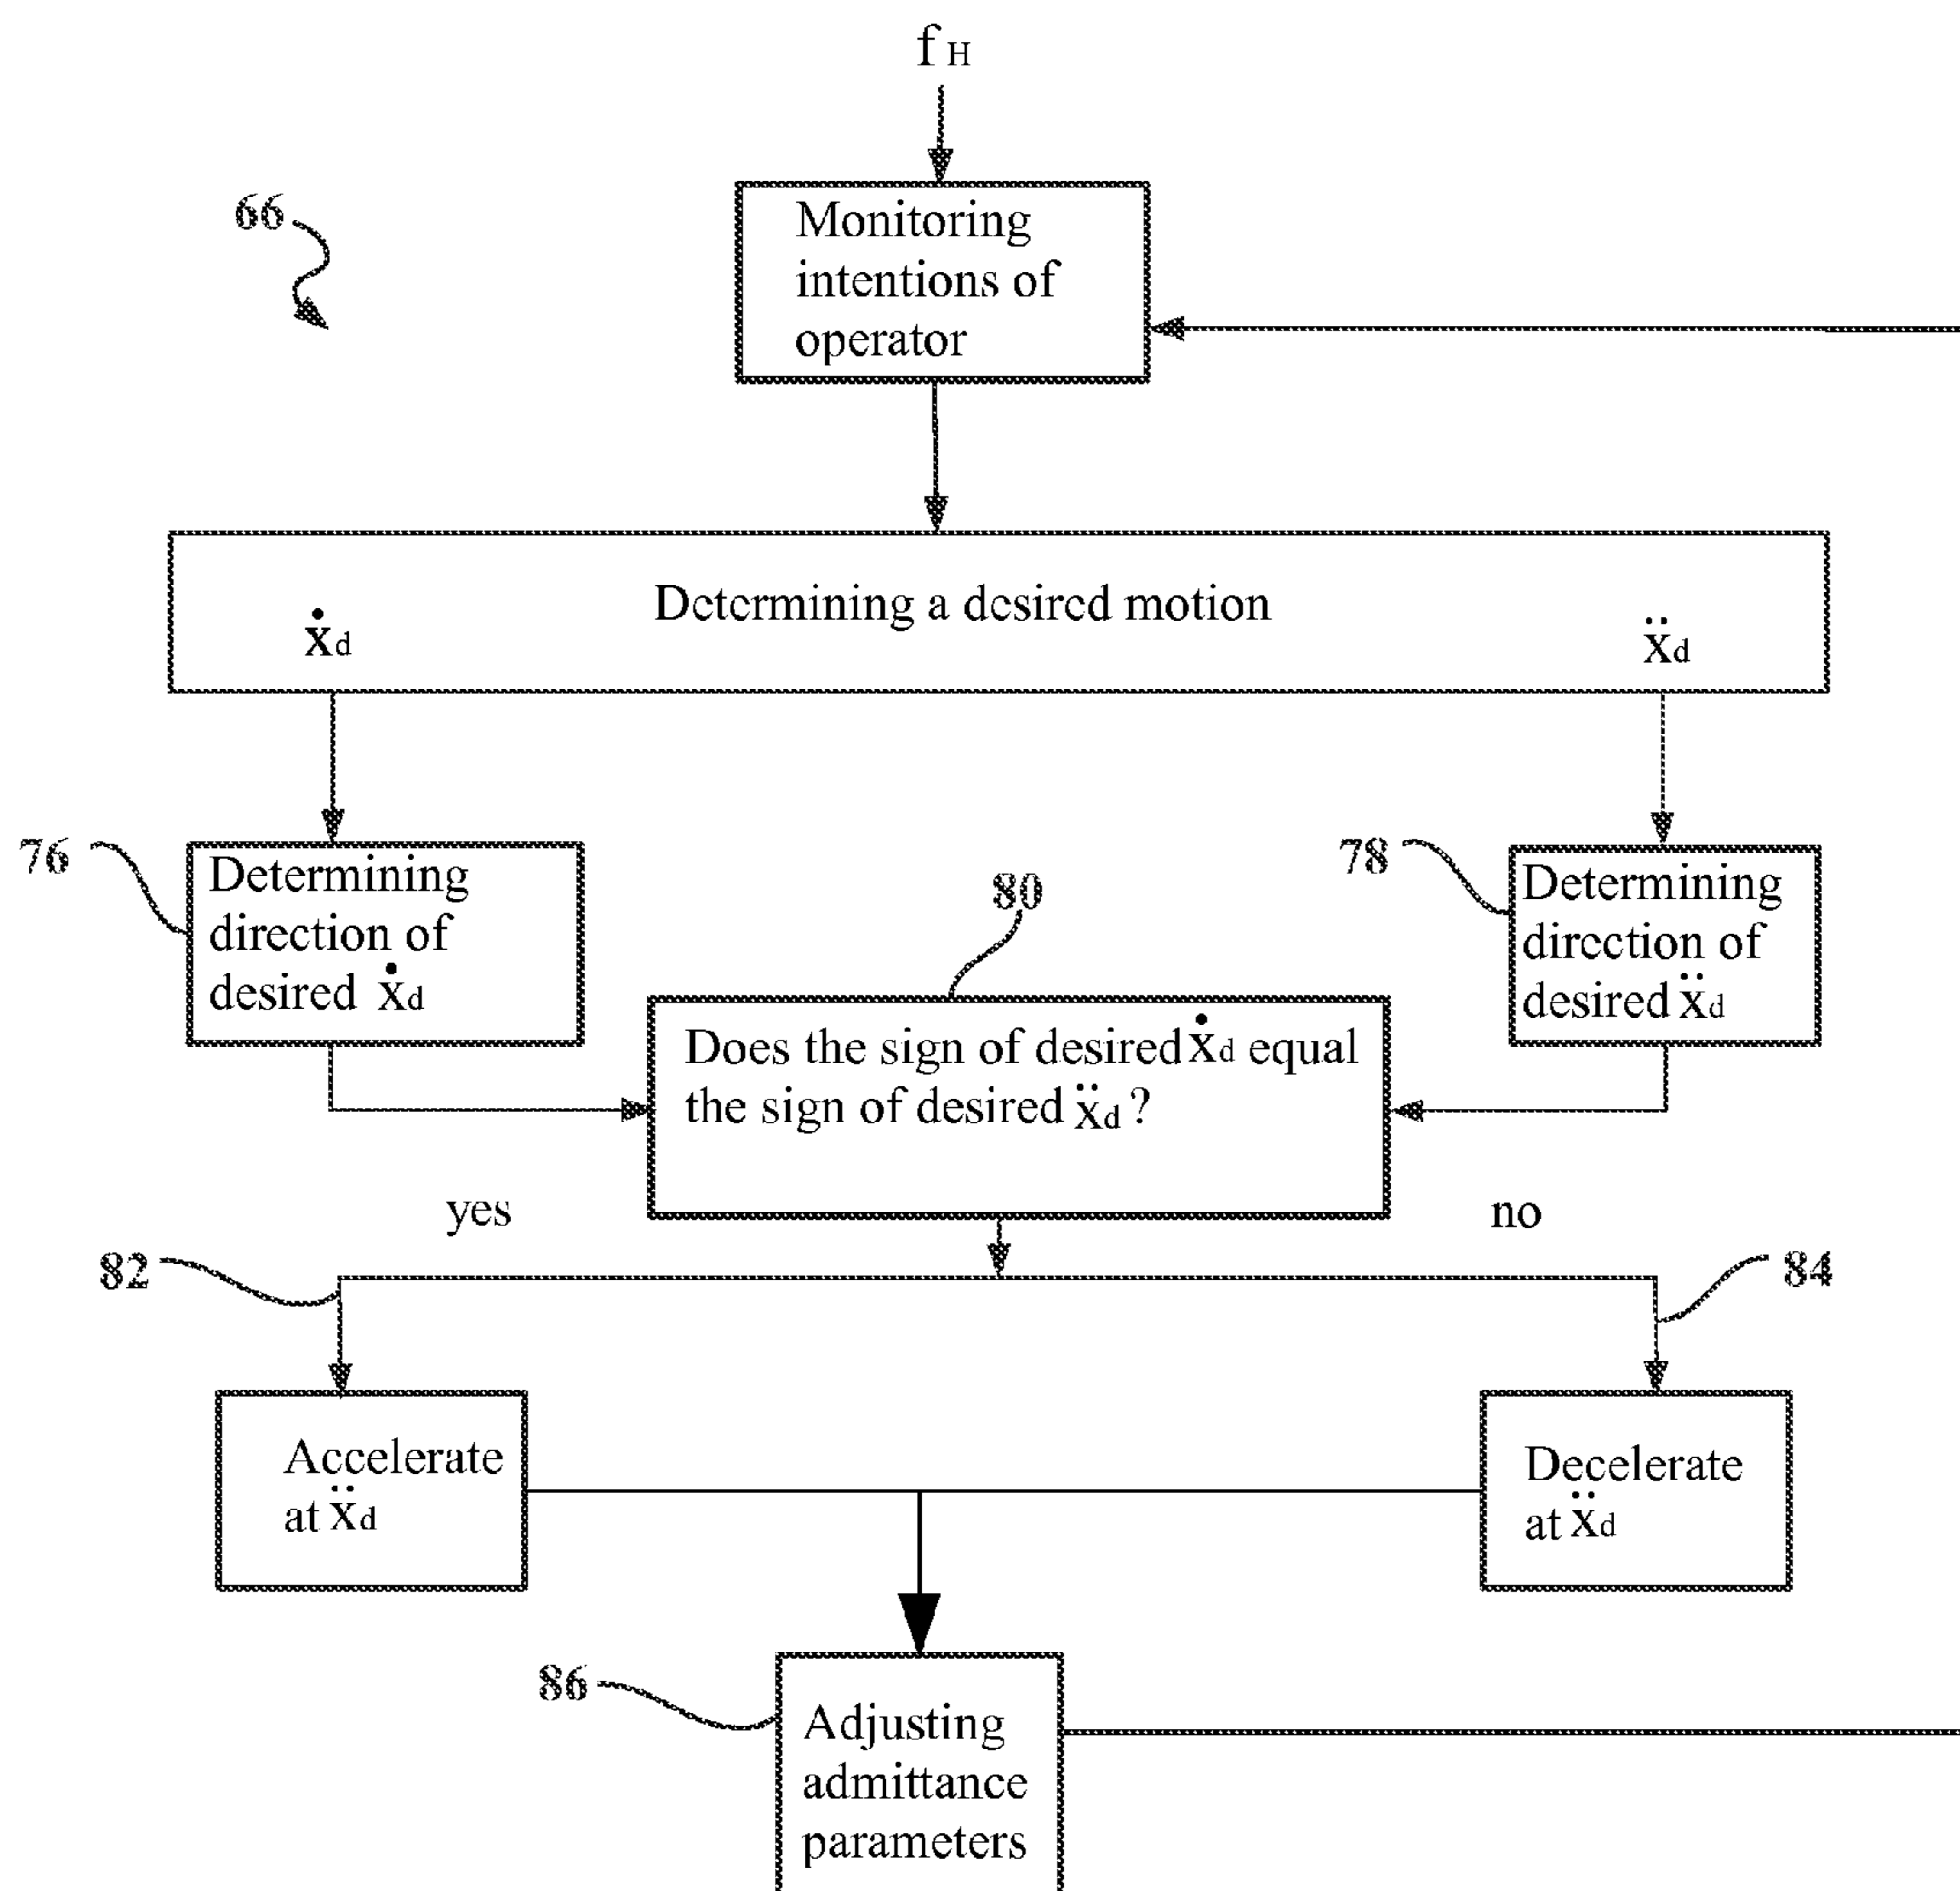 f H
66
Monitoring
intentions of
operator
Determining a desired motion
ẋd
ẍd
76
Determining
direction of
desired ẋd
78
Determining
direction of
desired ẍd
80
Does the sign of desired ẋd equal
the sign of desired ẍd ?
yes
no
82
84
Accelerate
at ẍd
Decelerate
at ẍd
86
Adjusting
admittance
parameters